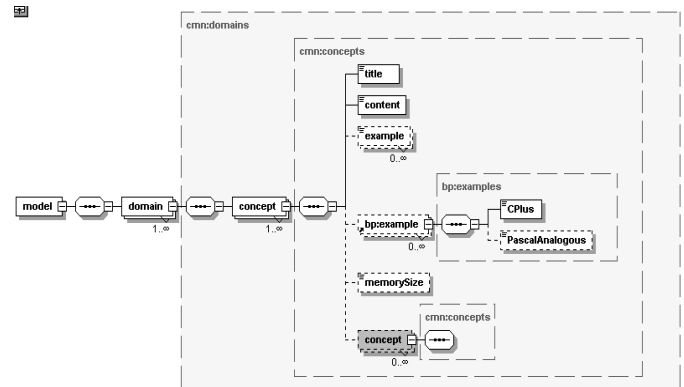 cmn:domains
cmn:concepts
title
content
example
0..∞
model
domain
1..∞
concept
1..∞
bp:examples
bp:example
0..∞
CPlus
PascalAnalogous
memorySize
cmn:concepts
concept
0..∞